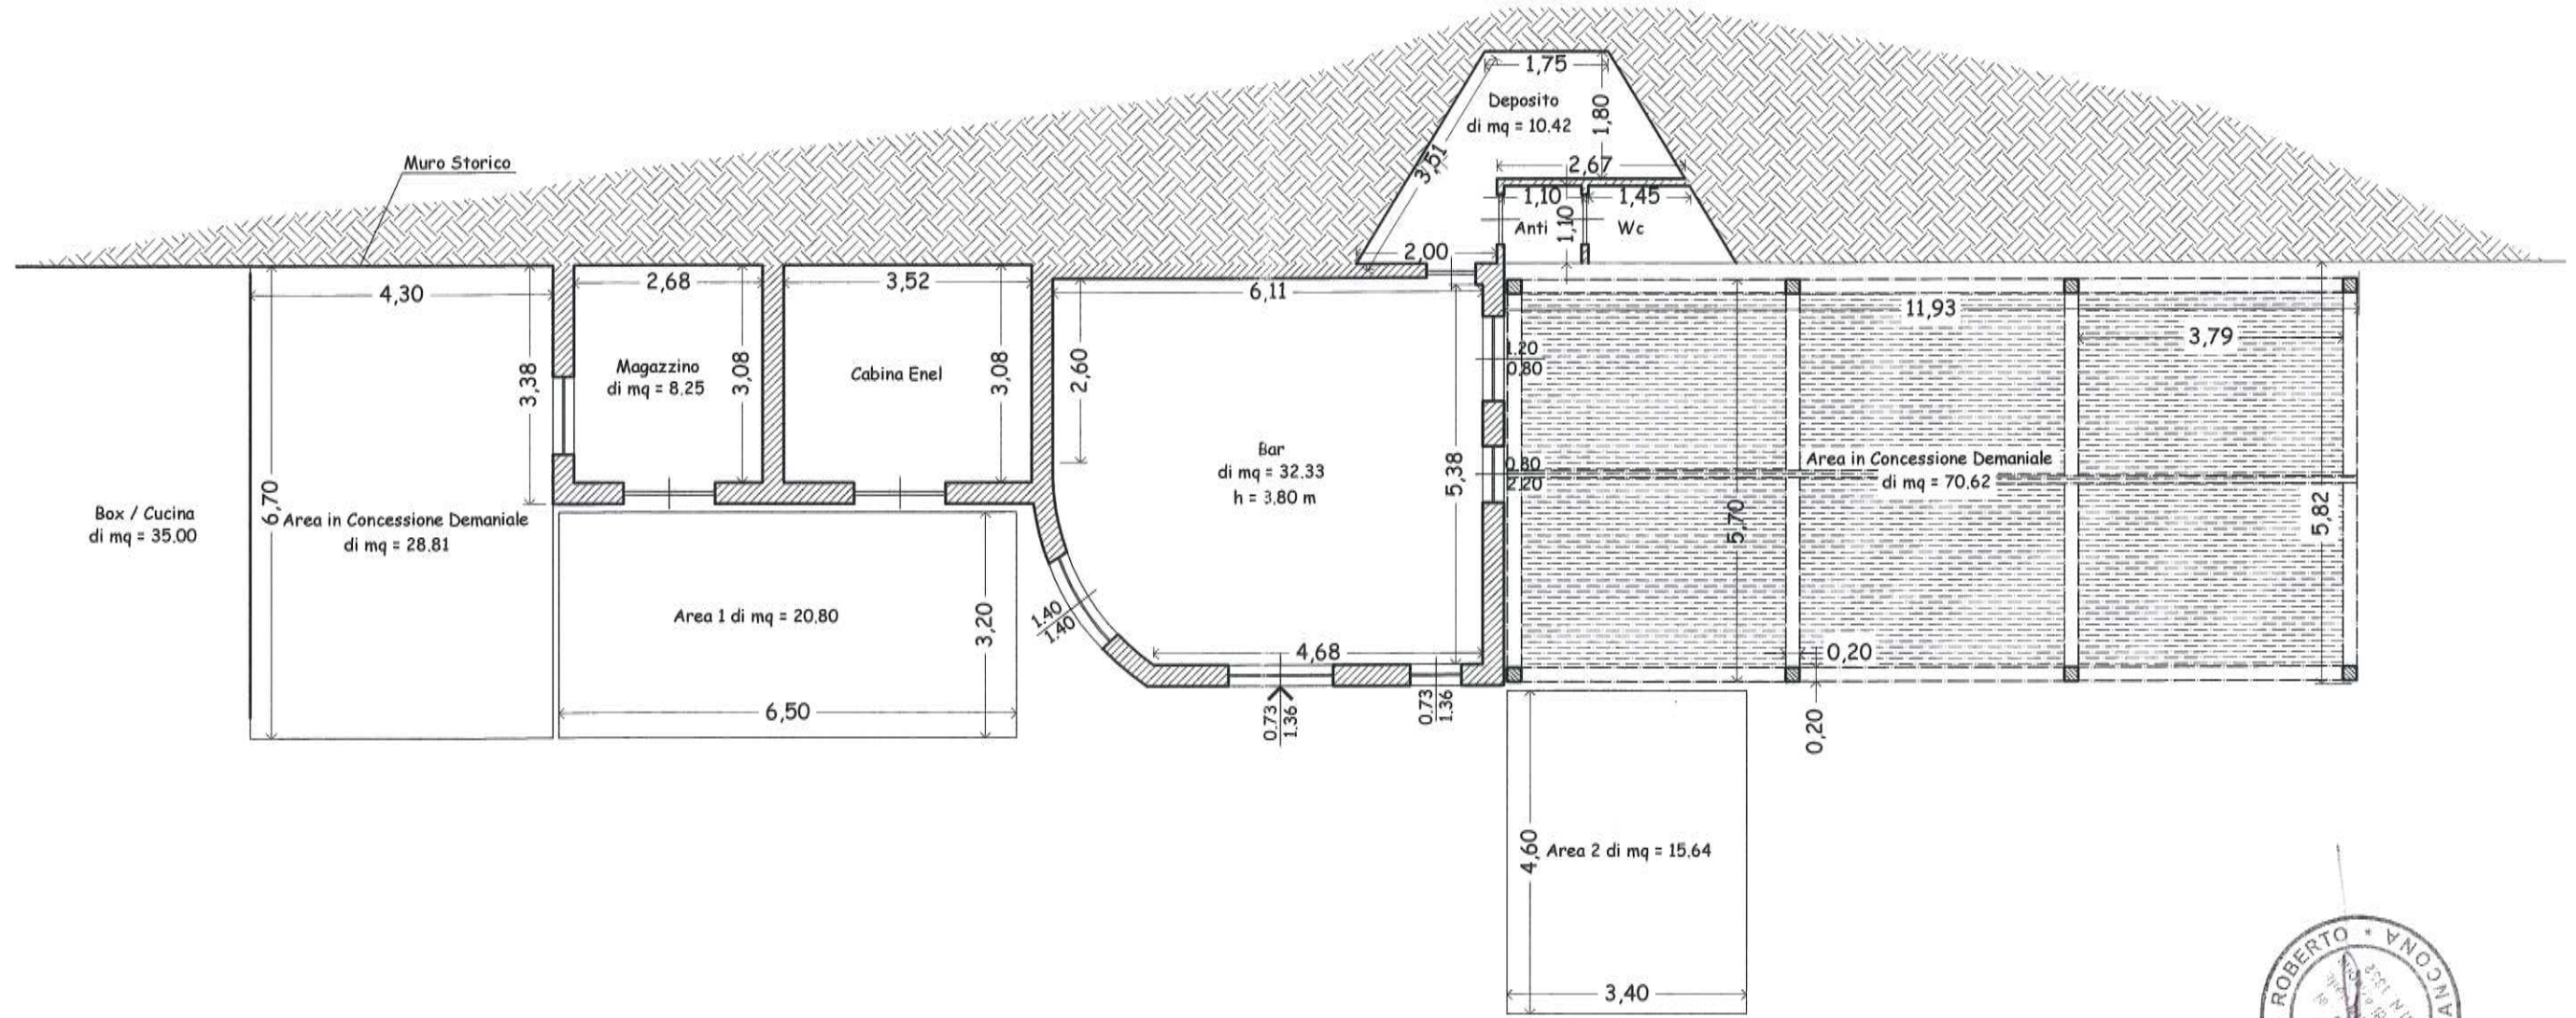 1,75
Deposito
di mq = 10.42
1,80
3,51
2,67
Muro Storico
1,10
1,45
Anti
1,10
Wc
2,00
4,30
2,68
3,52
6,11
11,93
3,79
3,38
Magazzino
di mq = 8.25
3,08
Cabina Enel
3,08
2,60
1.20
0,80
Bar
di mq = 32.33
h = 3,80 m
5,38
0,80
2,20
Area in Concessione Demaniale
di mq = 70.62
5,70
5,82
Box / Cucina
di mq = 35.00
6,70
Area in Concessione Demaniale
di mq = 28.81
Area 1 di mq = 20.80
3,20
6,50
1.40
1.40
4,68
0,20
0.73
1.36
0.73
1.36
0,20
4,60
Area 2 di mq = 15.64
3,40
ROBERTO * ANCONA